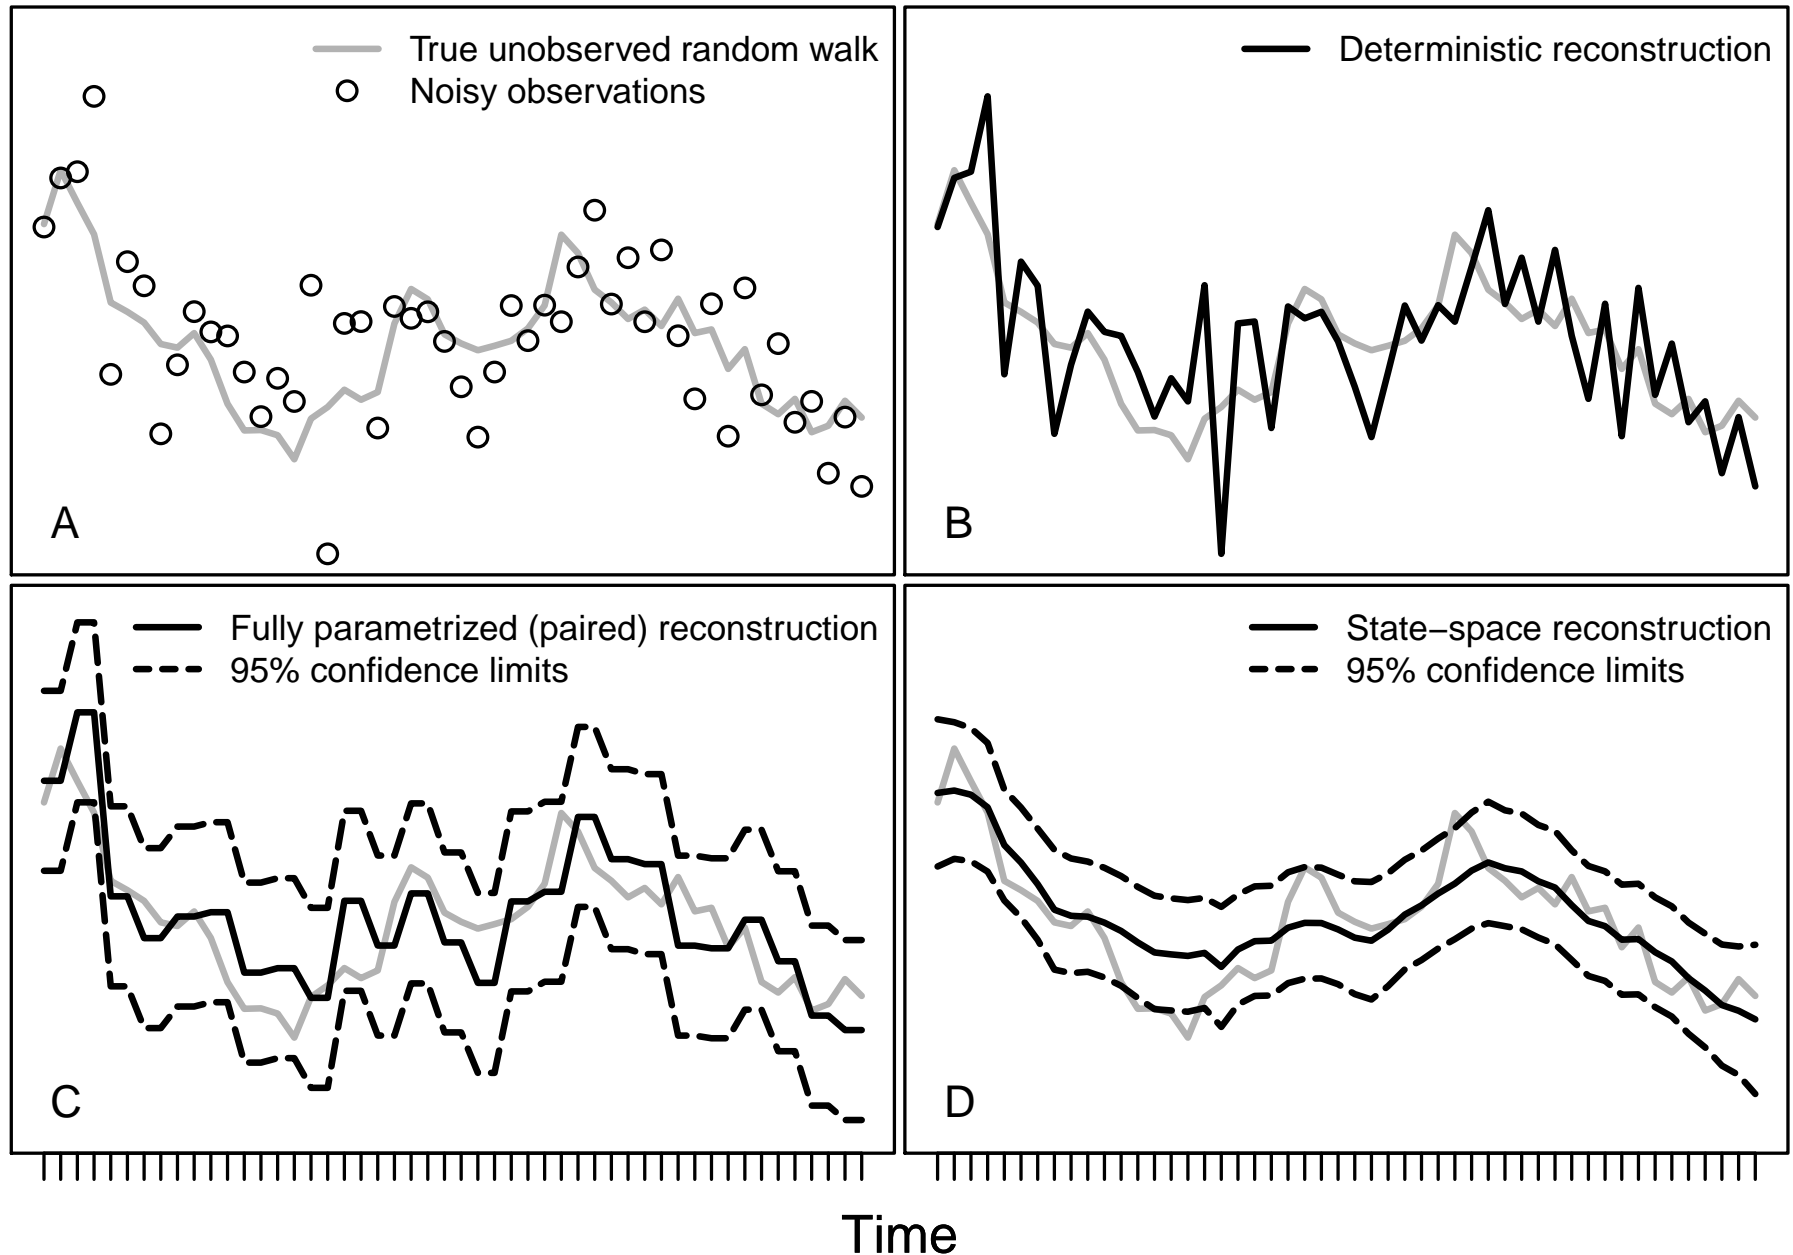 True unobserved random walk
Noisy observations
A
Deterministic reconstruction
B
Fully parametrized (paired) reconstruction
95% confidence limits
C
State−space reconstruction
95% confidence limits
D
Time